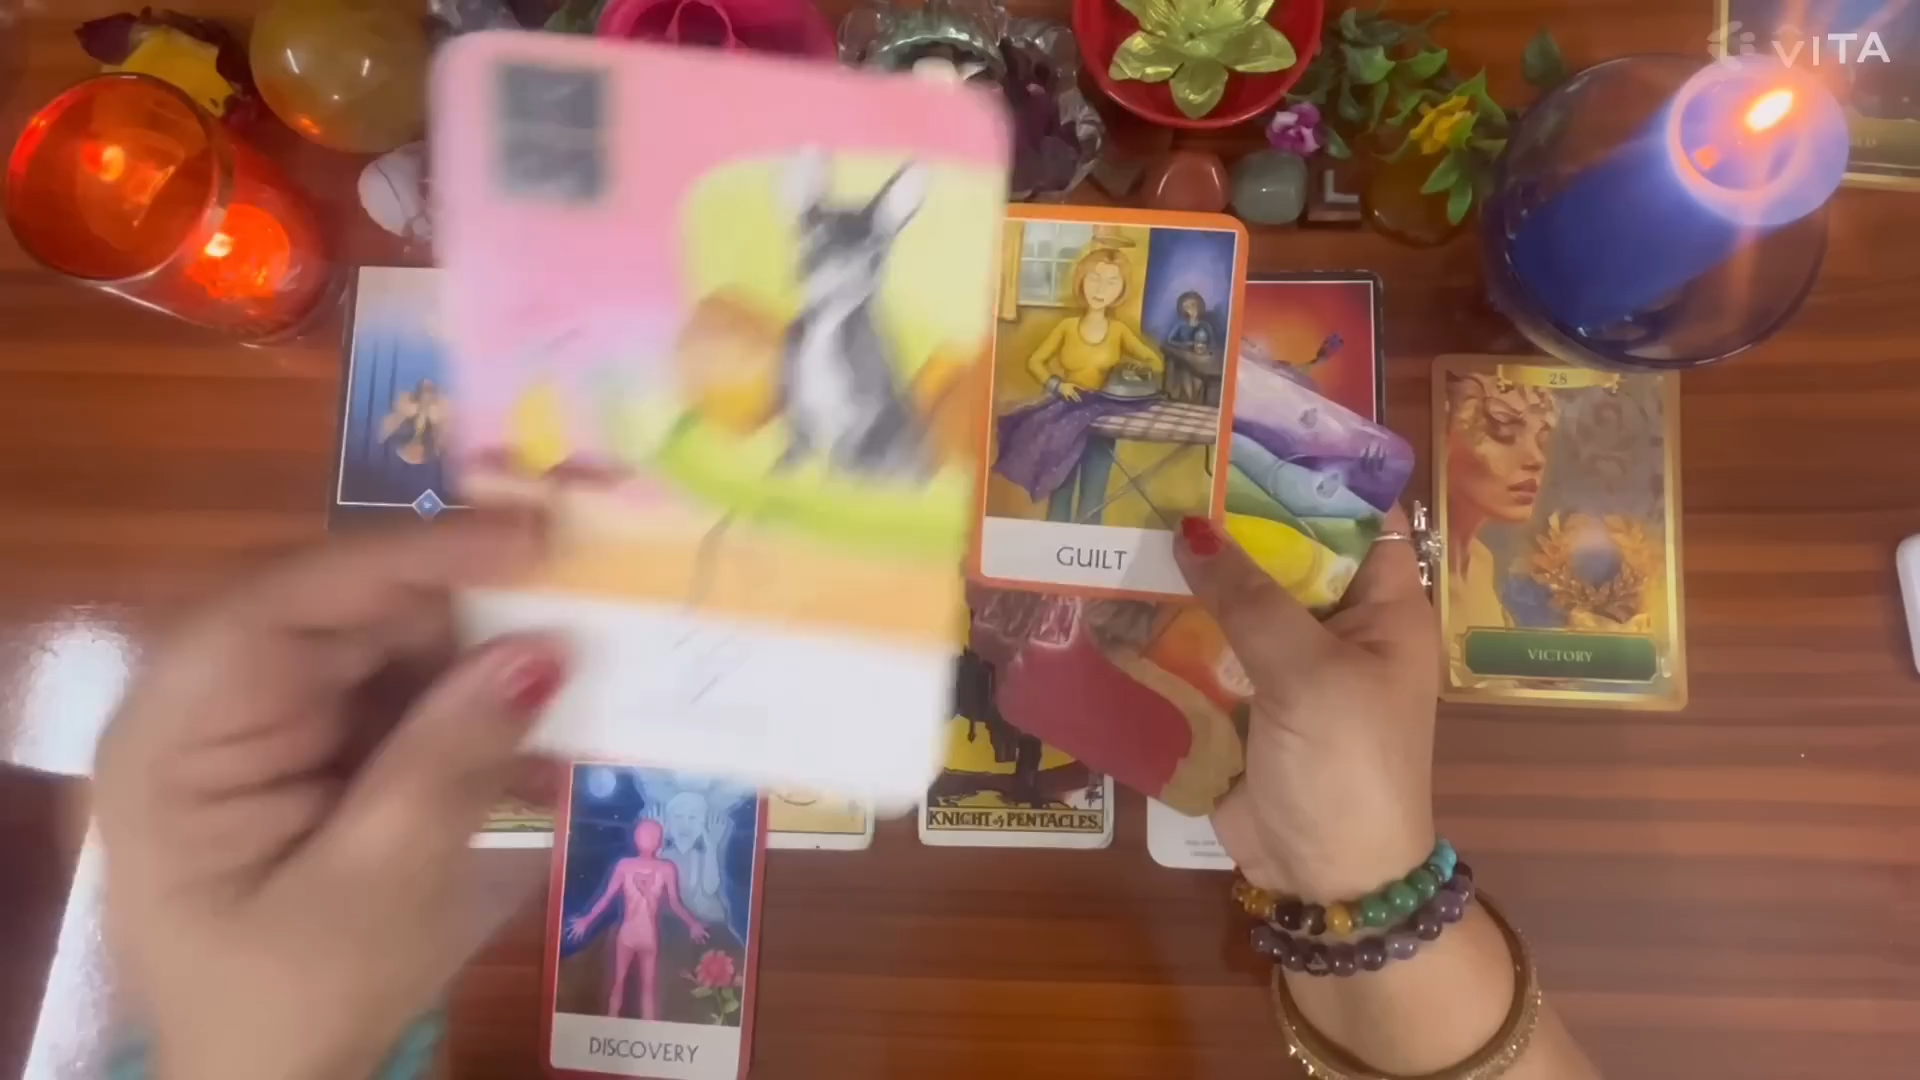 VITA
28
GUILT
VICTORY
KNIGHT of PENTACLES.
DISCOVERY